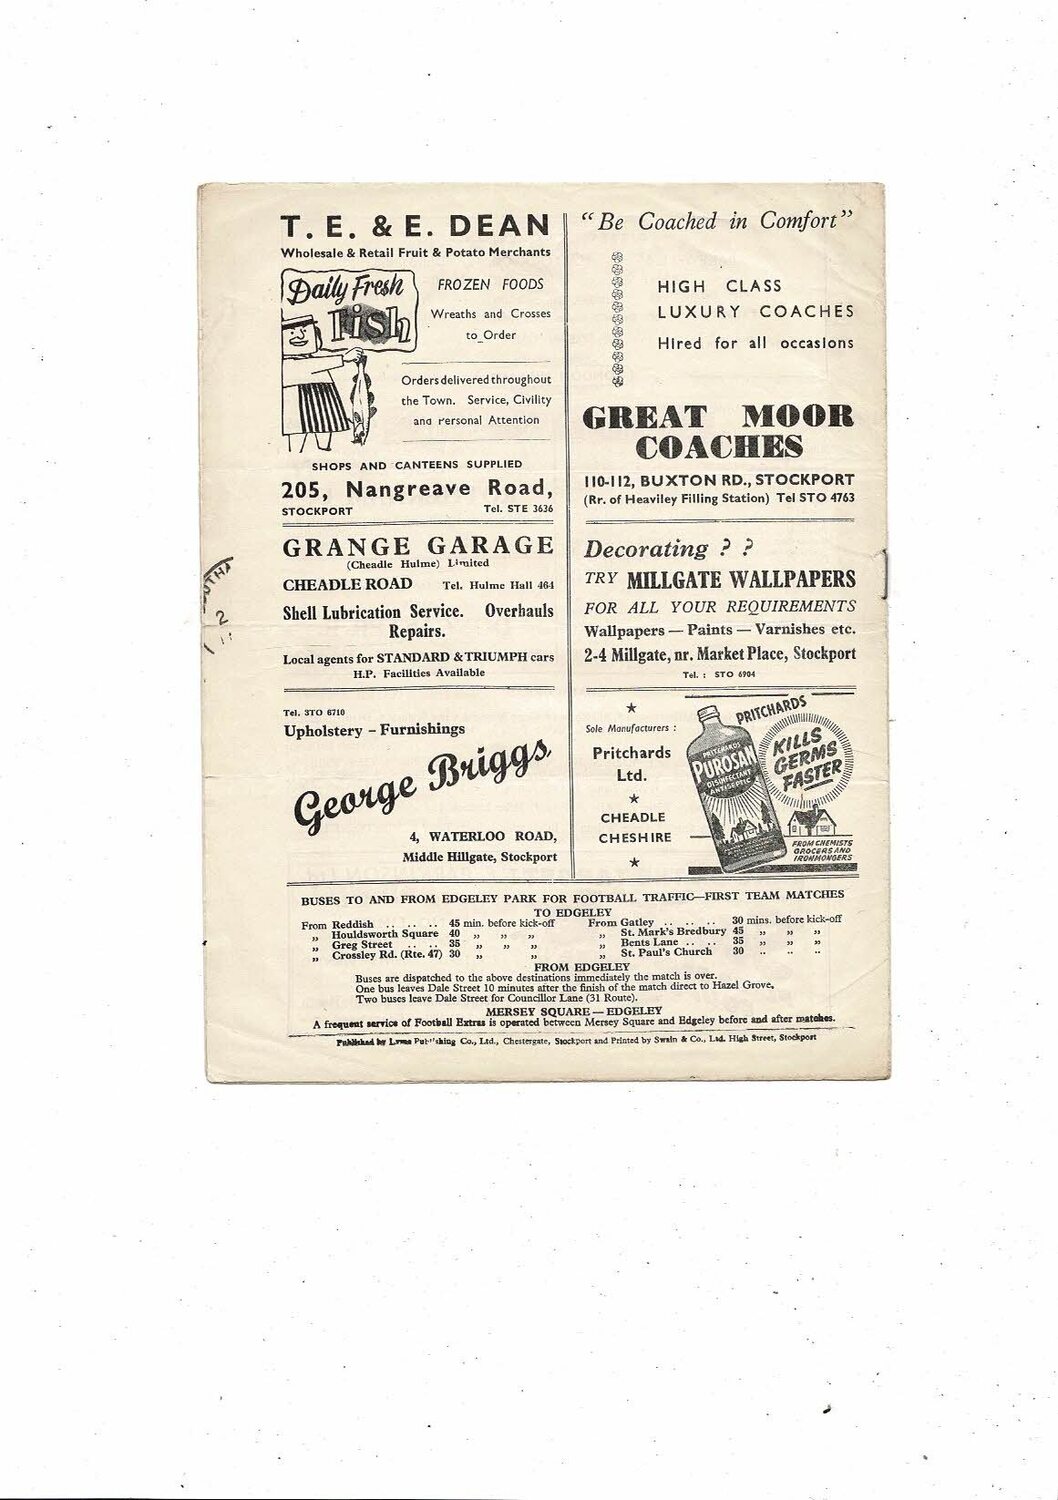 T. E. & E. DEAN
Wholesale & Retail Fruit & Potato Merchants
Daily Fresh
Fish
FROZEN FOODS
Wreaths and Crosses
to Order
Orders delivered throughout
the Town. Service, Civility
and Personal Attention
SHOPS AND CANTEENS SUPPLIED
205, Nangreave Road,
STOCKPORT Tel. STE 3636
GRANGE GARAGE
(Cheadle Hulme) Limited
CHEADLE ROAD Tel. Hulme Hall 464
Shell Lubrication Service. Overhauls
Repairs.
Local agents for STANDARD & TRIUMPH cars
H.P. Facilities Available
Tel. STO 6710
Upholstery – Furnishings
George Briggs
4, WATERLOO ROAD,
Middle Hillgate, Stockport
"Be Coached in Comfort"
HIGH CLASS
LUXURY COACHES
Hired for all occasions
GREAT MOOR
COACHES
110-112, BUXTON RD., STOCKPORT
(Rr. of Heaviley Filling Station) Tel STO 4763
Decorating ? ?
TRY MILLGATE WALLPAPERS
FOR ALL YOUR REQUIREMENTS
Wallpapers — Paints — Varnishes etc.
2-4 Millgate, nr. Market Place, Stockport
Tel. : STO 6904
Sole Manufacturers :
Pritchards
Ltd.
CHEADLE
CHESHIRE
PRITCHARDS
PUROSAN
DISINFECTANT
ANTISEPTIC
PRITCHARDS
KILLS
GERMS
FASTER
FROM CHEMISTS
GROCERS AND
IRONMONGERS
BUSES TO AND FROM EDGELEY PARK FOR FOOTBALL TRAFFIC—FIRST TEAM MATCHES
TO EDGELEY
From Reddish .. .. .. 45 min. before kick-off From Gatley .. .. .. 30 mins. before kick-off
„ Houldsworth Square 40 „ „ „ „ St. Mark's Bredbury 45 „ „ „
„ Greg Street .. .. 35 „ „ „ „ Bents Lane .. .. 35 „ „ „
„ Crossley Rd. (Rte. 47) 30 „ „ „ St. Paul's Church 30 .. .. ..
FROM EDGELEY
Buses are dispatched to the above destinations immediately the match is over.
One bus leaves Dale Street 10 minutes after the finish of the match direct to Hazel Grove.
Two buses leave Dale Street for Councillor Lane (31 Route).
MERSEY SQUARE — EDGELEY
A frequent service of Football Extras is operated between Mersey Square and Edgeley before and after matches.
Published by Lyme Publishing Co., Ltd., Chestergate, Stockport and Printed by Swain & Co., Ltd. High Street, Stockport
2